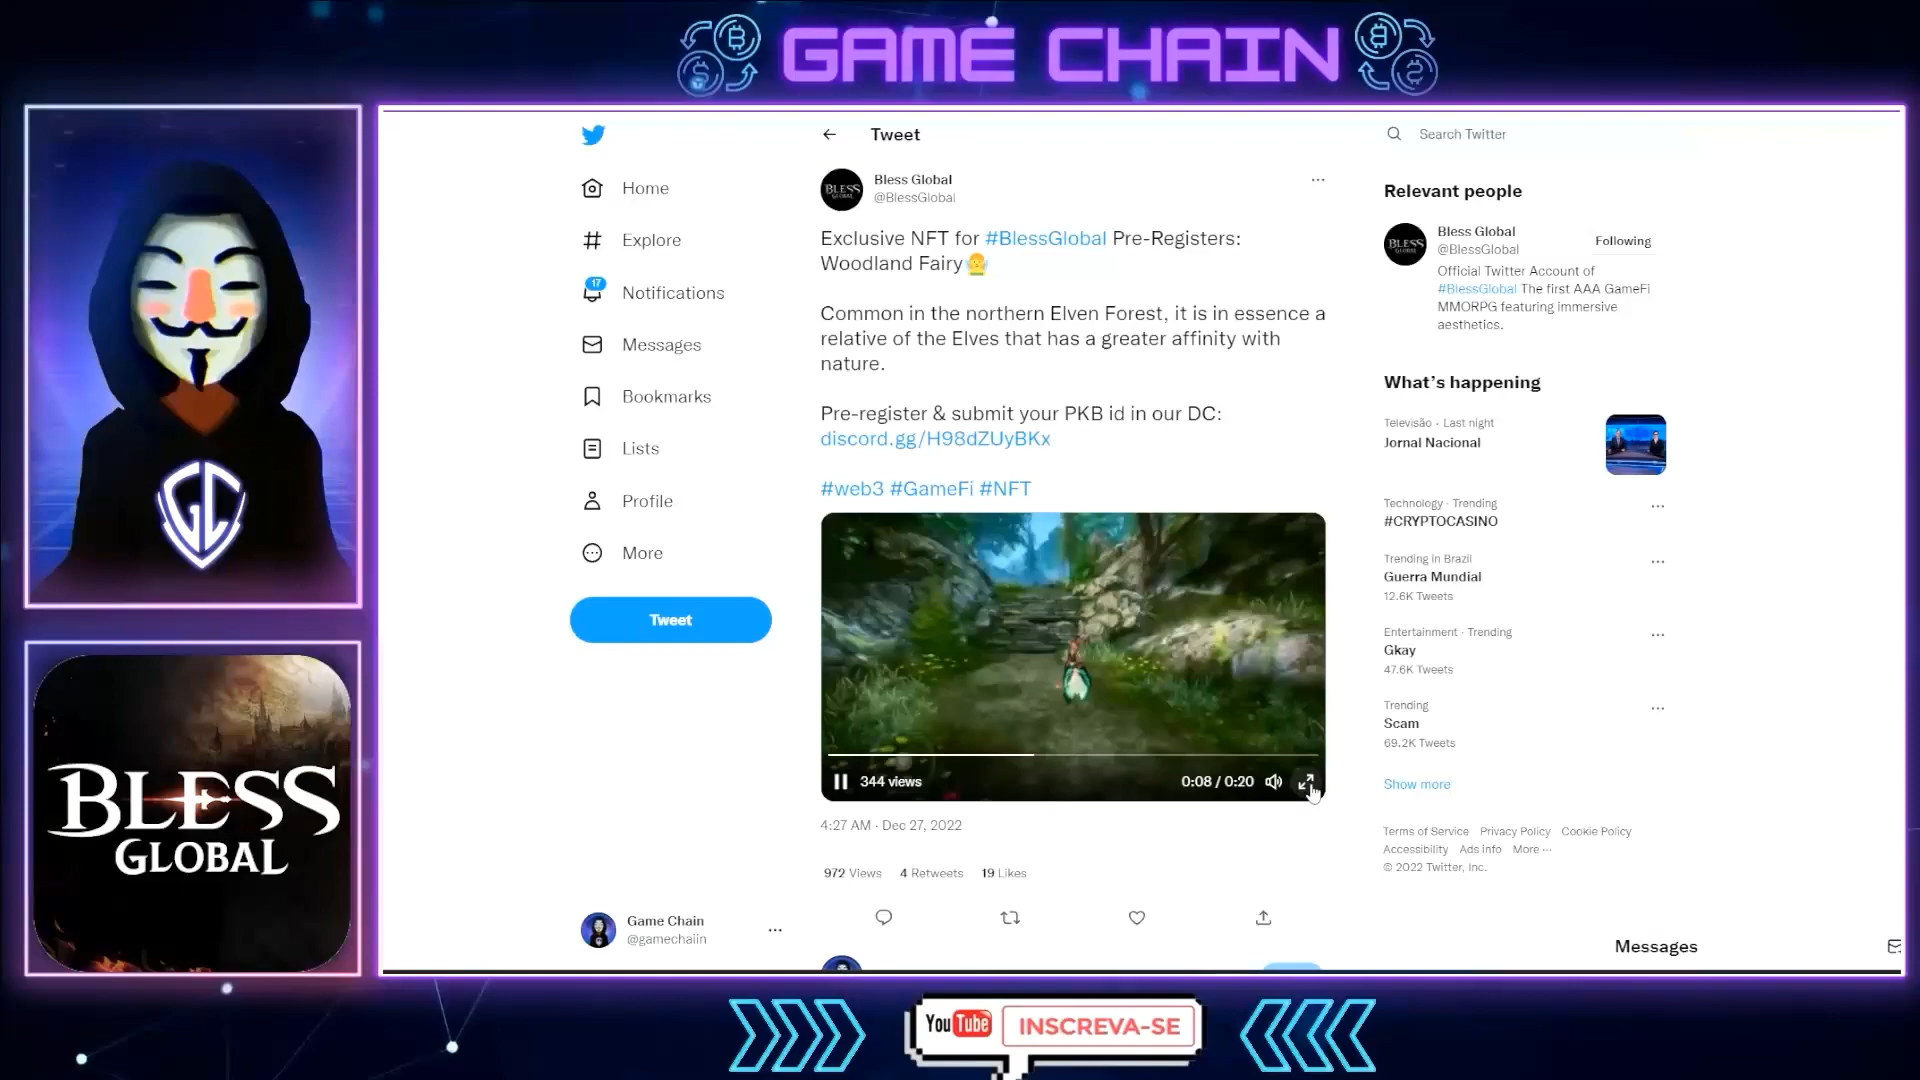 GAME CHAIN
GC
BLESS
GLOBAL
Home
Explore
17
Notifications
Messages
Bookmarks
Lists
Profile
More
Tweet
Game Chain
@gamechaiin
Tweet
BLESS
GLOBAL
Bless Global
@BlessGlobal
Exclusive NFT for #BlessGlobal Pre-Registers:
Woodland Fairy
Common in the northern Elven Forest, it is in essence a
relative of the Elves that has a greater affinity with
nature.
Pre-register & submit your PKB id in our DC:
discord.gg/H98dZUyBKx
#web3 #GameFi #NFT
344 views
0:08 / 0:20
4:27 AM · Dec 27, 2022
972 Views 4 Retweets 19 Likes
Search Twitter
Relevant people
BLESS
GLOBAL
Bless Global
@BlessGlobal
Following
Official Twitter Account of
#BlessGlobal The first AAA GameFi
MMORPG featuring immersive
aesthetics.
What's happening
Televisão · Last night
Jornal Nacional
Technology · Trending
#CRYPTOCASINO
Trending in Brazil
Guerra Mundial
12.6K Tweets
Entertainment · Trending
Gkay
47.6K Tweets
Trending
Scam
69.2K Tweets
Show more
Terms of Service Privacy Policy Cookie Policy
Accessibility Ads info More ···
© 2022 Twitter, Inc.
Messages
YouTube INSCREVA-SE